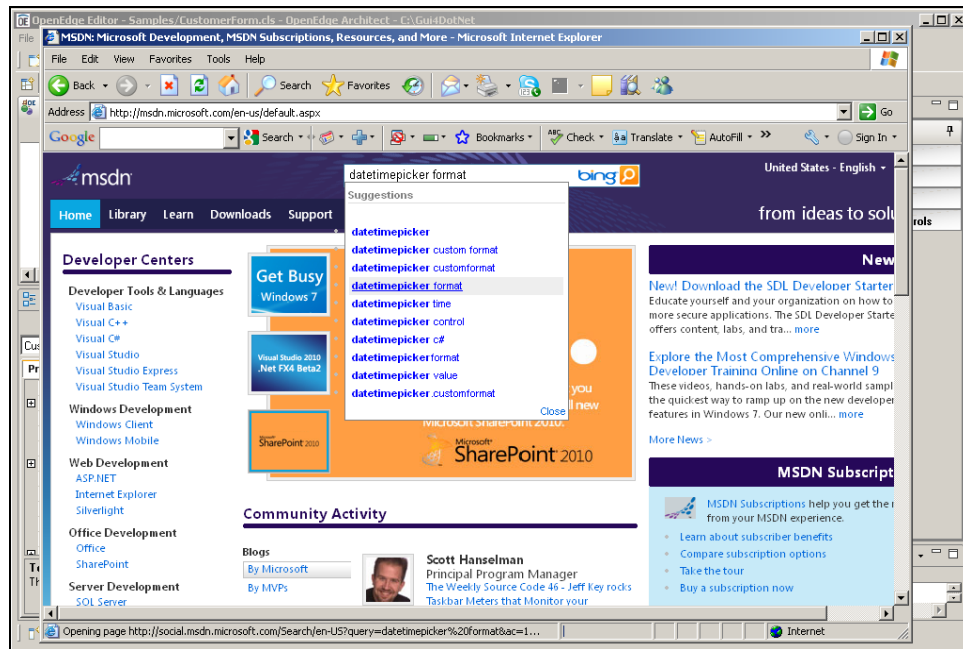 OpenEdge Editor - Samples/CustomerForm.cls - OpenEdge Architect - C:\Gui4DotNet
File
MSDN: Microsoft Development, MSDN Subscriptions, Resources, and More - Microsoft Internet Explorer
File Edit View Favorites Tools Help
Back Search Favorites
Address http://msdn.microsoft.com/en-us/default.aspx Go
Google Search Bookmarks Check Translate AutoFill Sign In
msdn
datetimepicker format bing
United States - English
Home Library Learn Downloads Support
from ideas to solu
rols
Suggestions
datetimepicker
datetimepicker custom format
datetimepicker customformat
datetimepicker format
datetimepicker time
datetimepicker control
datetimepicker c#
datetimepickerformat
datetimepicker value
datetimepicker.customformat
Close
Developer Centers
Developer Tools & Languages
Visual Basic
Visual C++
Visual C#
Visual Studio
Visual Studio Express
Visual Studio Team System
Windows Development
Windows Client
Windows Mobile
Web Development
ASP.NET
Internet Explorer
Silverlight
Office Development
Office
SharePoint
Server Development
SQL Server
Cus
Pr
Get Busy
Windows 7
Visual Studio 2010
.Net FX4 Beta2
SharePoint 2010
you
new
Microsoft SharePoint 2010.
Microsoft
SharePoint 2010
Community Activity
Blogs
By Microsoft
By MVPs
Scott Hanselman
Principal Program Manager
The Weekly Source Code 46 - Jeff Key rocks
Taskbar Meters that Monitor your
New
New! Download the SDL Developer Starter
Educate yourself and your organization on how to
more secure applications. The SDL Developer Starte
offers content, labs, and tra... more
Explore the Most Comprehensive Windows
Developer Training Online on Channel 9
These videos, hands-on labs, and real-world sampl
the quickest way to ramp up on the new developer
features in Windows 7. Our new onli... more
More News >
MSDN Subscript
MSDN Subscriptions help you get the
from your MSDN experience.
Learn about subscriber benefits
Compare subscription options
Take the tour
Buy a subscription now
Th
Opening page http://social.msdn.microsoft.com/Search/en-US?query=datetimepicker%20format&ac=1...
Internet